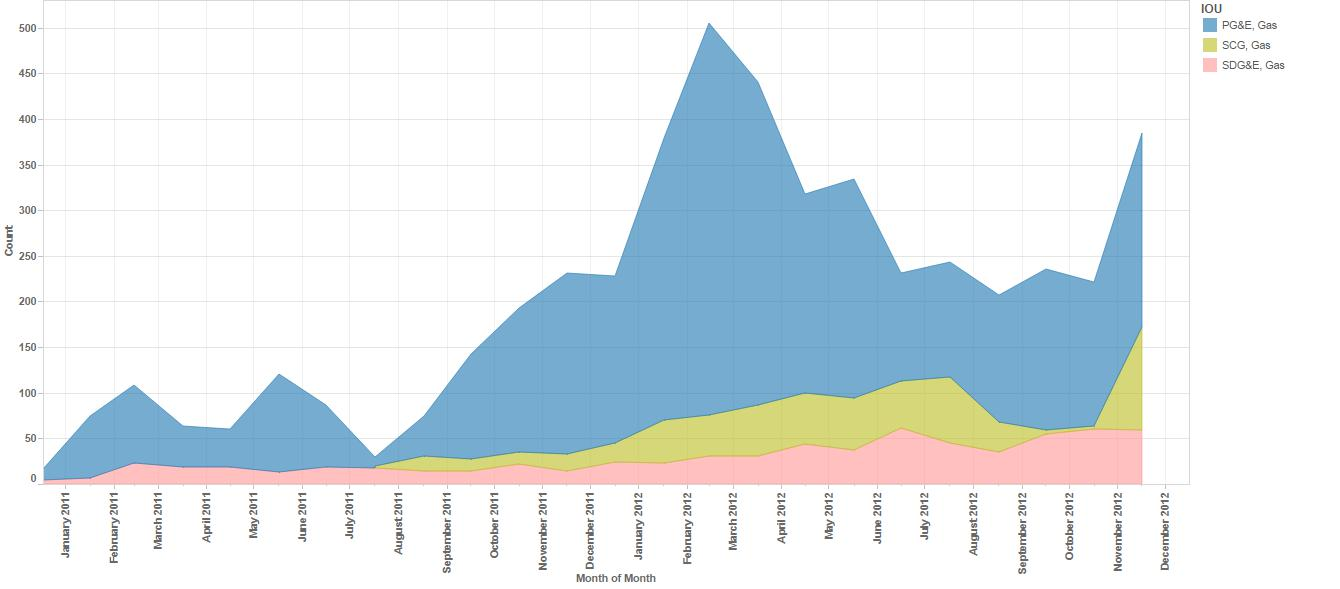 IOU
PG&E, Gas
SCG, Gas
SDG&E, Gas
500
450
400
350
300
250
200
150
100
50
0
Count
January 2011
February 2011
March 2011
April 2011
May 2011
June 2011
July 2011
August 2011
September 2011
October 2011
November 2011
December 2011
January 2012
February 2012
March 2012
April 2012
May 2012
June 2012
July 2012
August 2012
September 2012
October 2012
November 2012
December 2012
Month of Month